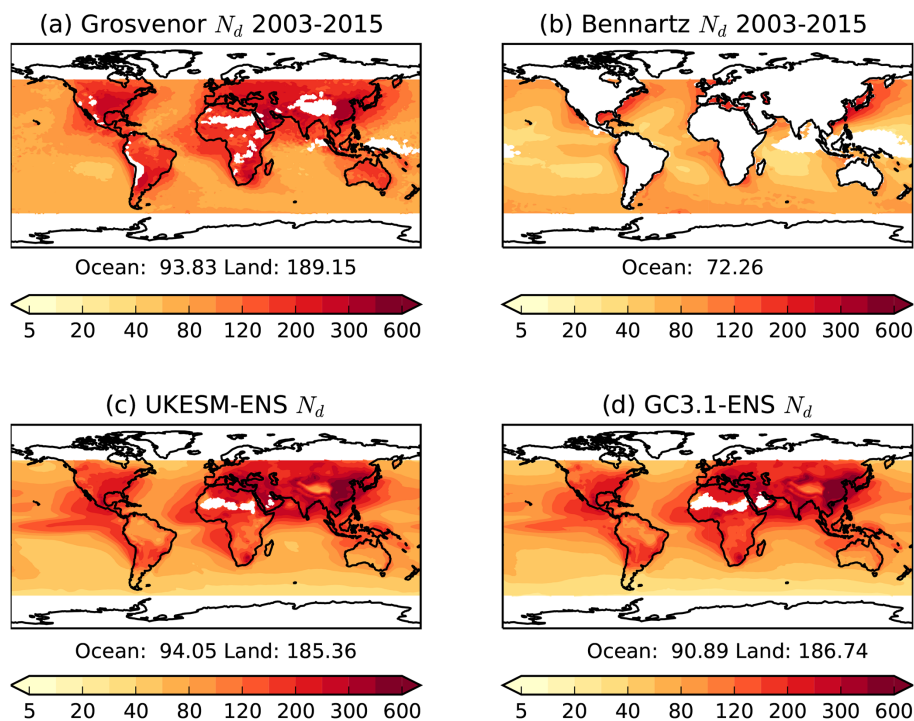 (a) Grosvenor N_d 2003-2015
(b) Bennartz N_d 2003-2015
Ocean: 93.83 Land: 189.15
Ocean: 72.26
5 20 40 80 120 200 300 600
5 20 40 80 120 200 300 600
(c) UKESM-ENS N_d
(d) GC3.1-ENS N_d
Ocean: 94.05 Land: 185.36
Ocean: 90.89 Land: 186.74
5 20 40 80 120 200 300 600
5 20 40 80 120 200 300 600